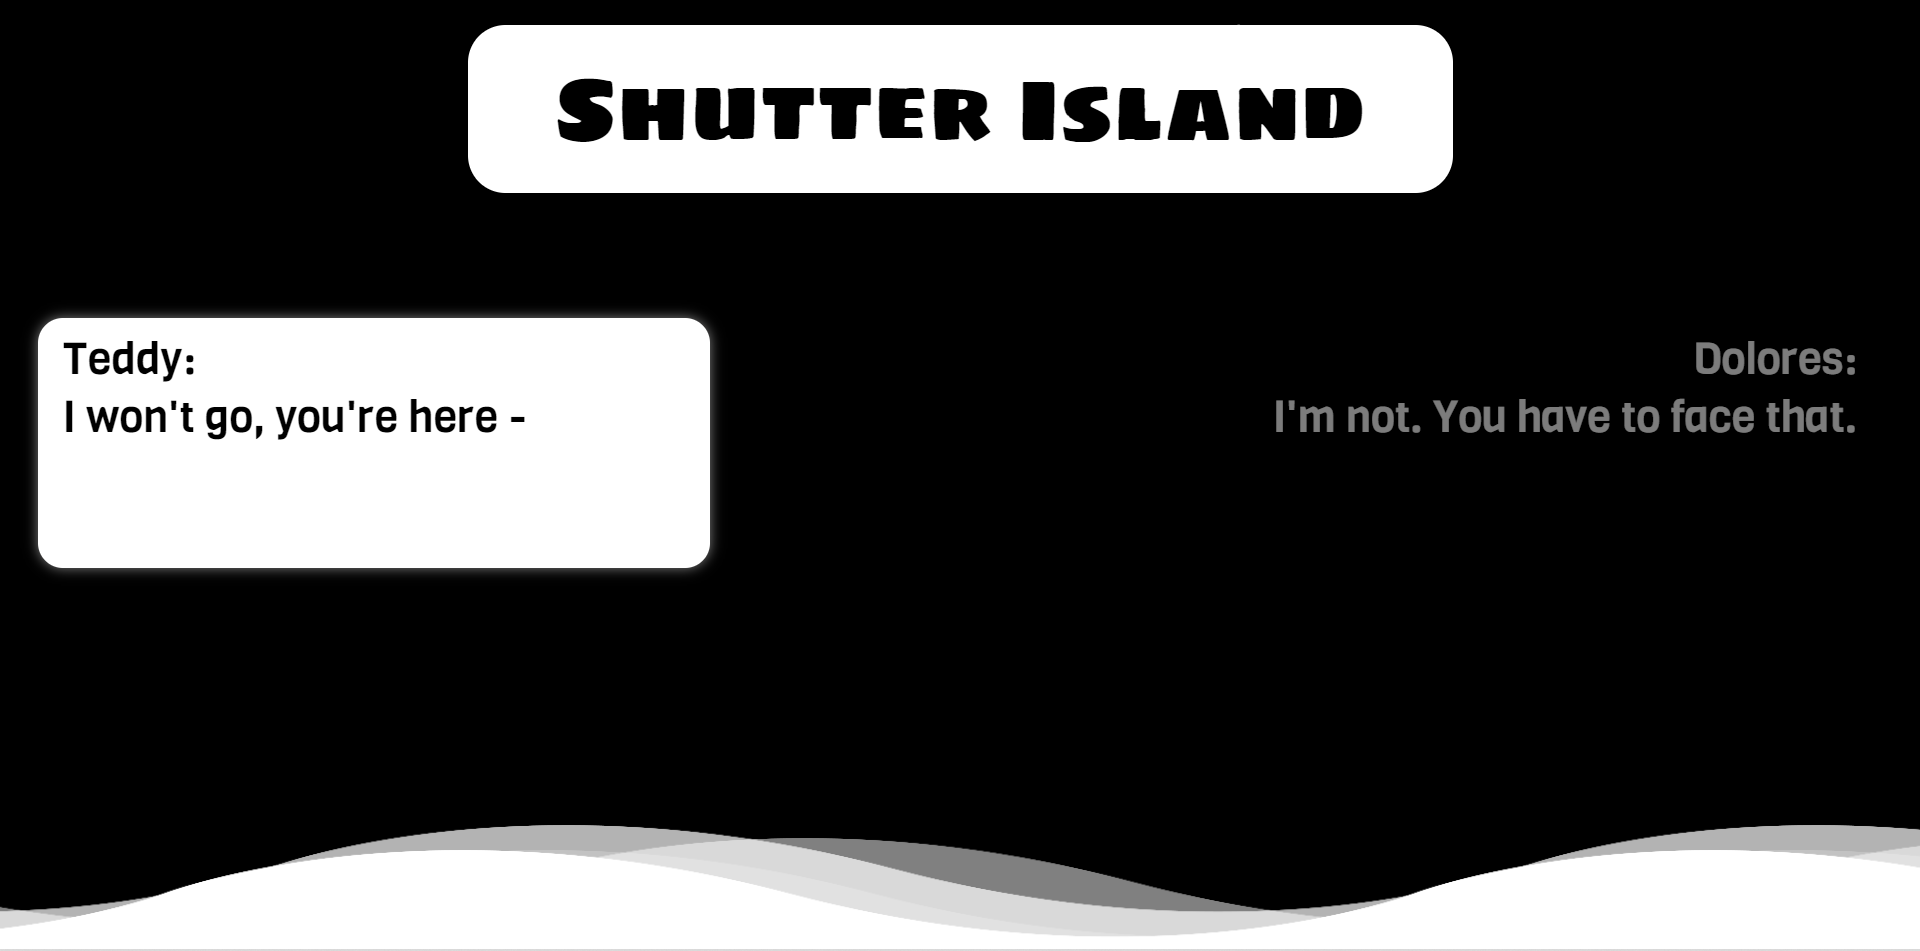 Shutter Island
Teddy:
I won't go, you're here -
Dolores:
I'm not. You have to face that.